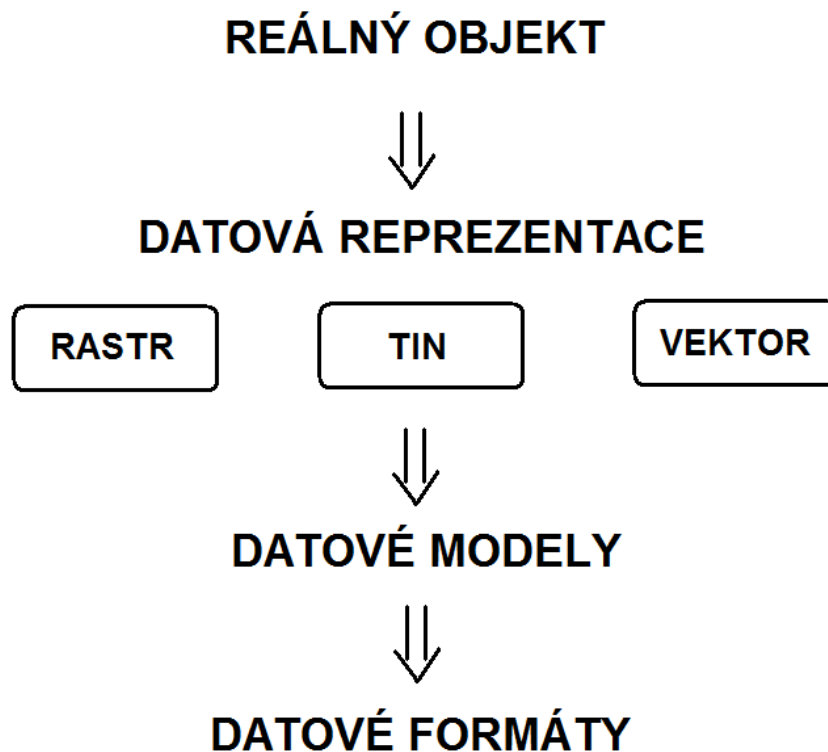 REÁLNÝ OBJEKT
DATOVÁ REPREZENTACE
RASTR
TIN
VEKTOR
DATOVÉ MODELY
DATOVÉ FORMÁTY